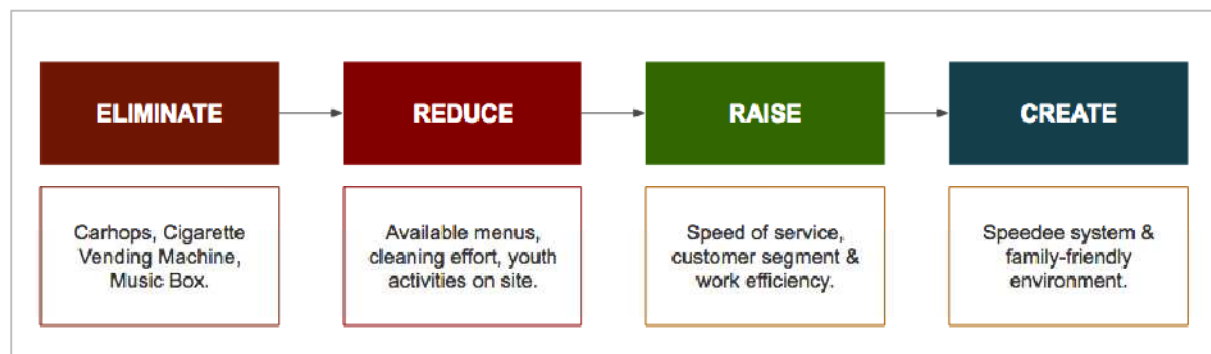 ELIMINATE
REDUCE
RAISE
CREATE
Carhops, Cigarette
Vending Machine,
Music Box.
Available menus,
cleaning effort, youth
activities on site.
Speed of service,
customer segment &
work efficiency.
Speedee system &
family-friendly
environment.